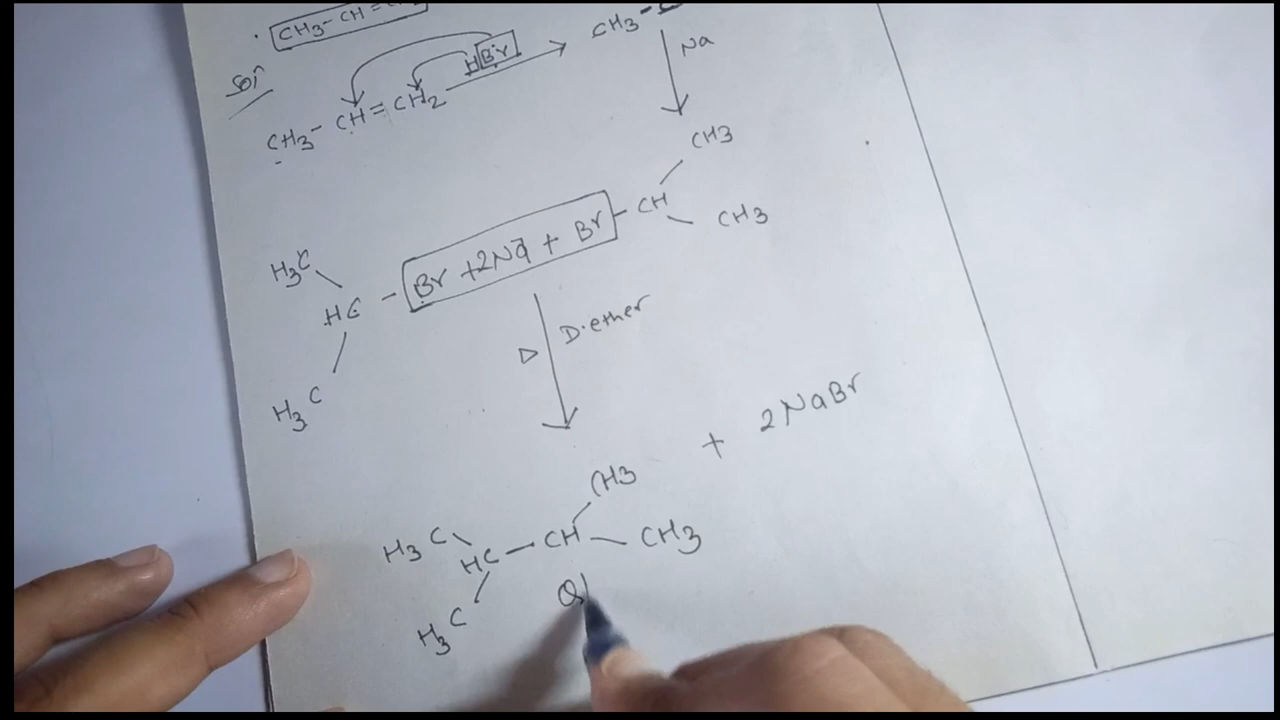 CH3 - CH =
Sol^n
CH3 - CH = CH2 HBr CH3 -
Na
CH3
H3C - Br + 2Na + Br - CH
HC CH3
H3C
Δ D.ether
+ 2NaBr
CH3
H3C
HC - CH - CH3
H3C